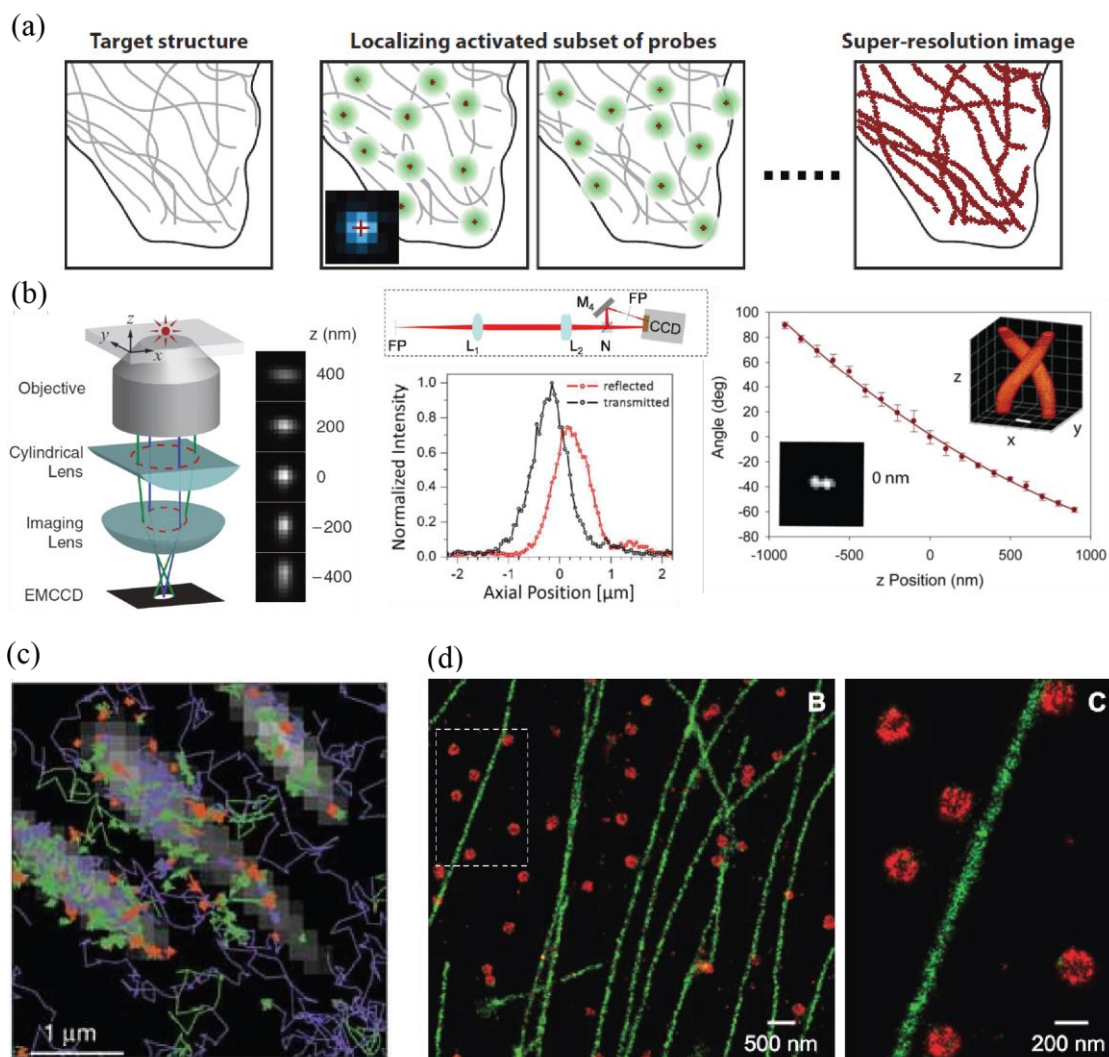 (a)
Target structure
Localizing activated subset of probes
Super-resolution image
(b)
z
y
x
Objective
Cylindrical
Lens
Imaging
Lens
EMCCD
z (nm)
400
200
0
−200
−400
FP
L1
L2
M4
FP
N
CCD
Normalized Intensity
1.0
0.8
0.6
0.4
0.2
0.0
reflected
transmitted
-2
-1
0
1
2
Axial Position [μm]
Angle (deg)
100
80
60
40
20
0
-20
-40
-60
-80
-1000
-500
0
500
1000
z Position (nm)
0 nm
z
x
y
(c)
1 μm
(d)
B
500 nm
C
200 nm